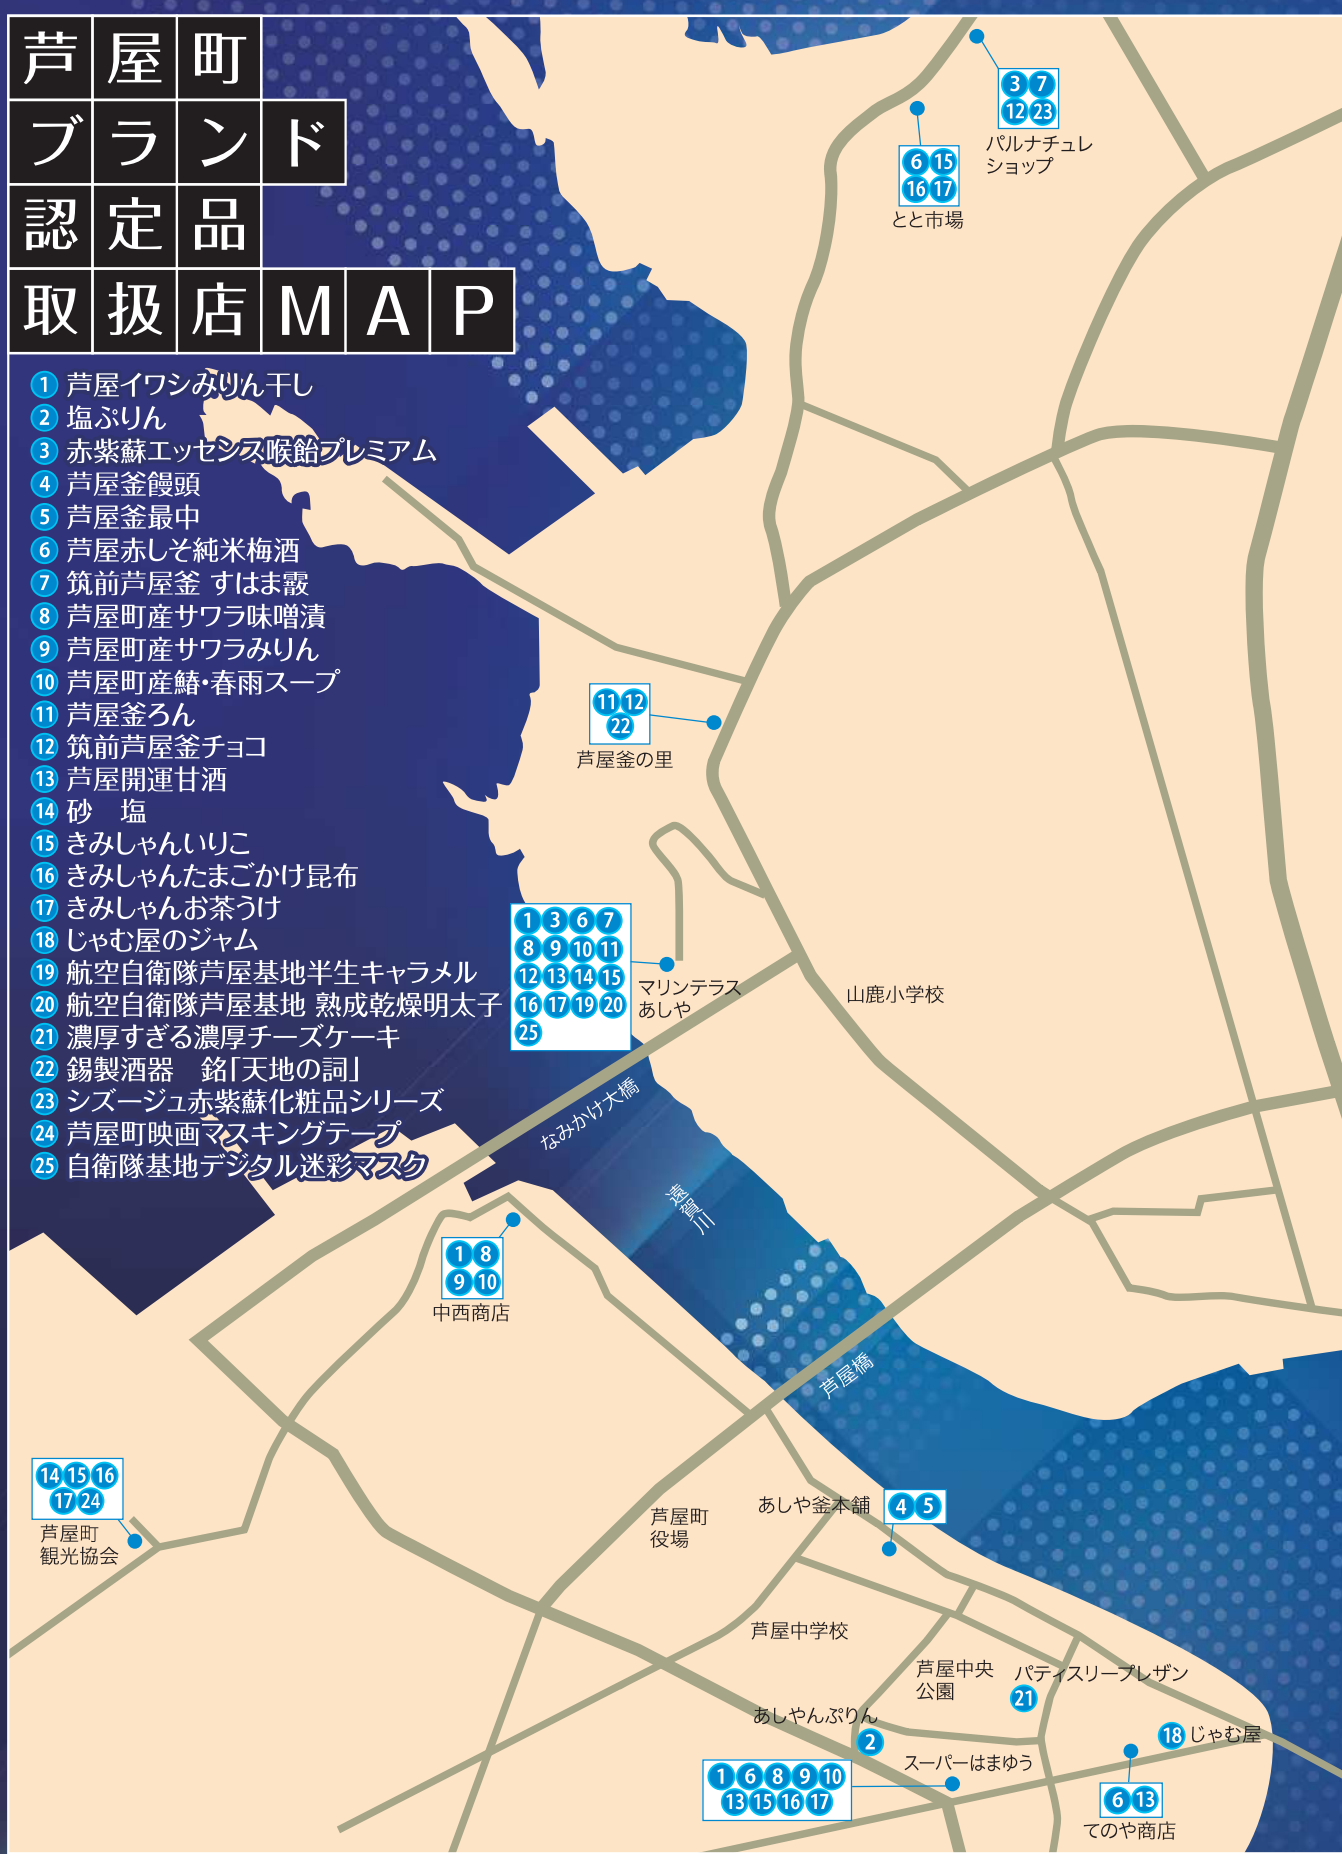 芦屋町
ブランド
認定品
取扱店MAP
1 芦屋イワシみりん干し
2 塩ぷりん
3 赤紫蘇エッセンス喉飴プレミアム
4 芦屋釜饅頭
5 芦屋釜最中
6 芦屋赤しそ純米梅酒
7 筑前芦屋釜 すはま霰
8 芦屋町産サワラ味噌漬
9 芦屋町産サワラみりん
10 芦屋町産鰆・春雨スープ
11 芦屋釜ろん
12 筑前芦屋釜チョコ
13 芦屋開運甘酒
14 砂　塩
15 きみしゃんいりこ
16 きみしゃんたまごかけ昆布
17 きみしゃんお茶うけ
18 じゃむ屋のジャム
19 航空自衛隊芦屋基地半生キャラメル
20 航空自衛隊芦屋基地 熟成乾燥明太子
21 濃厚すぎる濃厚チーズケーキ
22 錫製酒器　銘「天地の詞」
23 シズージュ赤紫蘇化粧品シリーズ
24 芦屋町映画マスキングテープ
25 自衛隊基地デジタル迷彩マスク
3 7
12 23
パルナチュレ
ショップ
6 15
16 17
とと市場
11 12
22
芦屋釜の里
1 3 6 7
8 9 10 11
12 13 14 15
16 17 19 20
25
マリンテラス
あしや
山鹿小学校
なみかけ大橋
遠賀川
1 8
9 10
中西商店
芦屋橋
14 15 16
17 24
芦屋町
観光協会
芦屋町
役場
あしや釜本舗
4 5
芦屋中学校
芦屋中央
公園
パティスリープレザン
21
あしやんぷりん
2
18 じゃむ屋
スーパーはまゆう
1 6 8 9 10
13 15 16 17
6 13
てのや商店